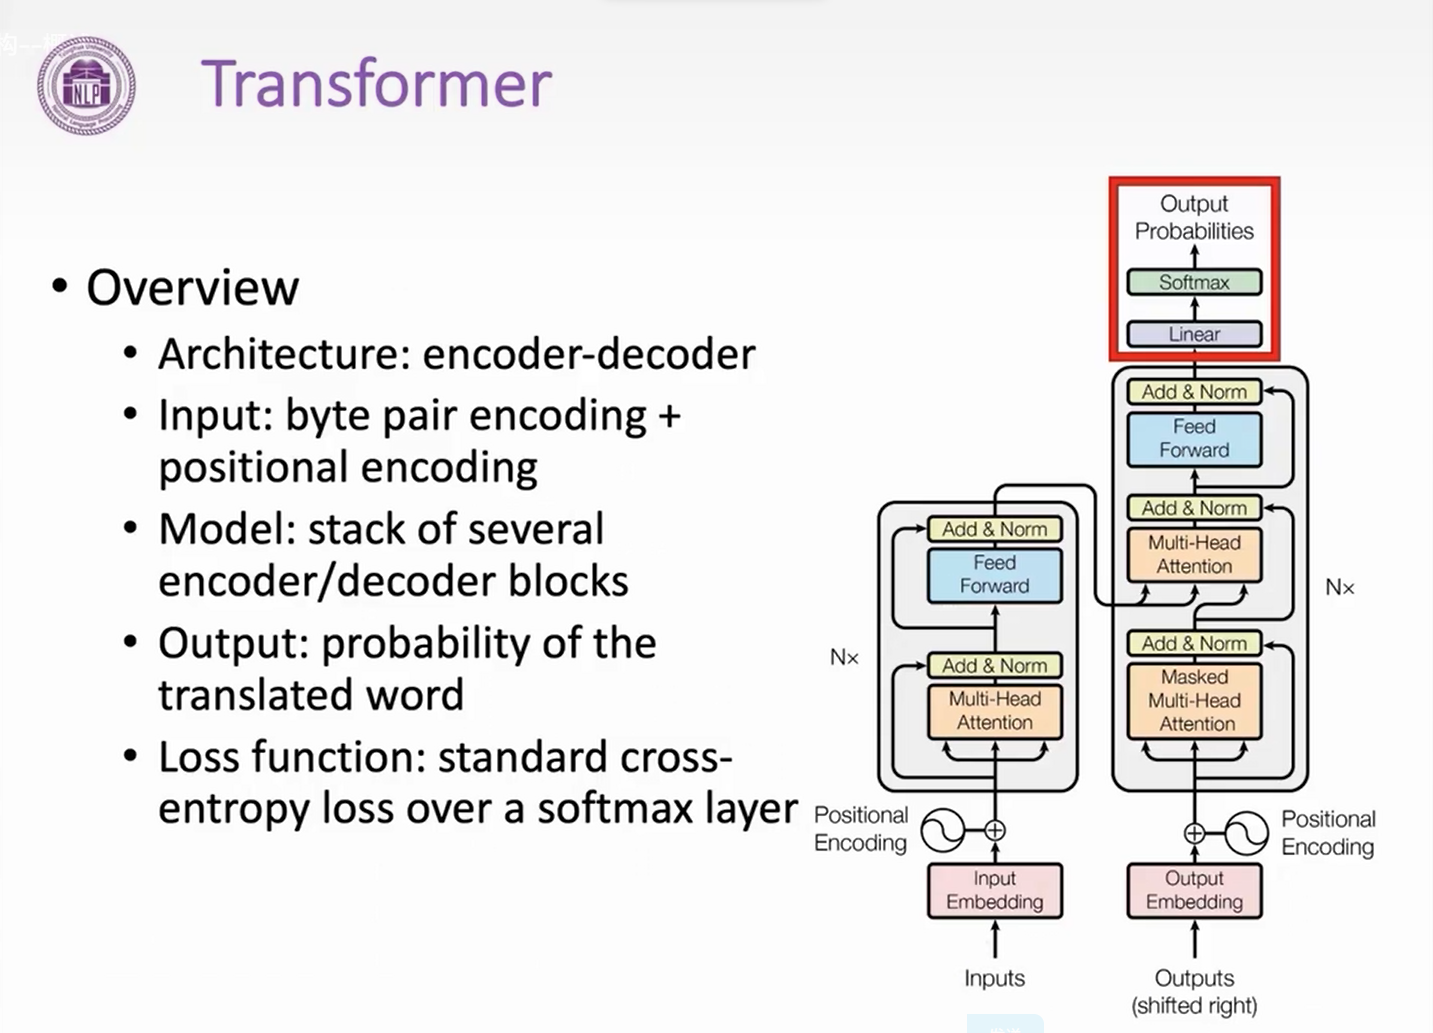 Transformer
NLP
• Overview
• Architecture: encoder-decoder
• Input: byte pair encoding +
positional encoding
• Model: stack of several
encoder/decoder blocks
• Output: probability of the
translated word
• Loss function: standard cross-
entropy loss over a softmax layer
Output
Probabilities
Softmax
Linear
Add & Norm
Feed
Forward
Add & Norm
Multi-Head
Attention
Nx
Add & Norm
Masked
Multi-Head
Attention
Positional
Encoding
Output
Embedding
Outputs
(shifted right)
Add & Norm
Feed
Forward
Nx
Add & Norm
Multi-Head
Attention
Positional
Encoding
Input
Embedding
Inputs